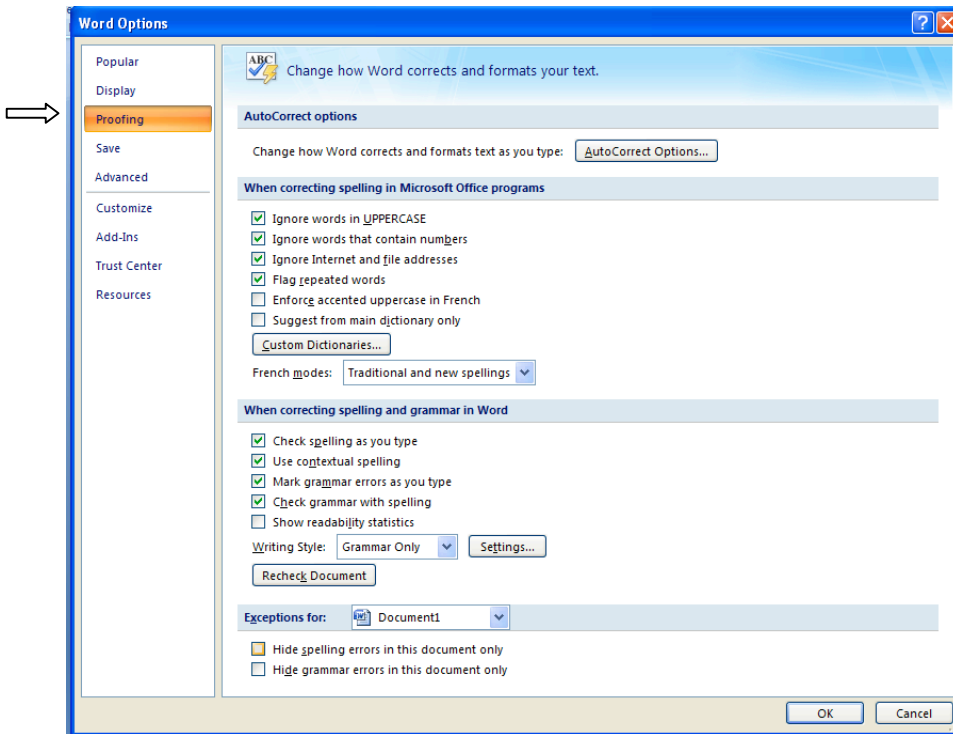 Word Options
Popular
Display
Proofing
Save
Advanced
Customize
Add-Ins
Trust Center
Resources
ABC
Change how Word corrects and formats your text.
AutoCorrect options
Change how Word corrects and formats text as you type: AutoCorrect Options...
When correcting spelling in Microsoft Office programs
Ignore words in UPPERCASE
Ignore words that contain numbers
Ignore Internet and file addresses
Flag repeated words
Enforce accented uppercase in French
Suggest from main dictionary only
Custom Dictionaries...
French modes: Traditional and new spellings
When correcting spelling and grammar in Word
Check spelling as you type
Use contextual spelling
Mark grammar errors as you type
Check grammar with spelling
Show readability statistics
Writing Style: Grammar Only Settings...
Recheck Document
Exceptions for: Document1
Hide spelling errors in this document only
Hide grammar errors in this document only
OK Cancel